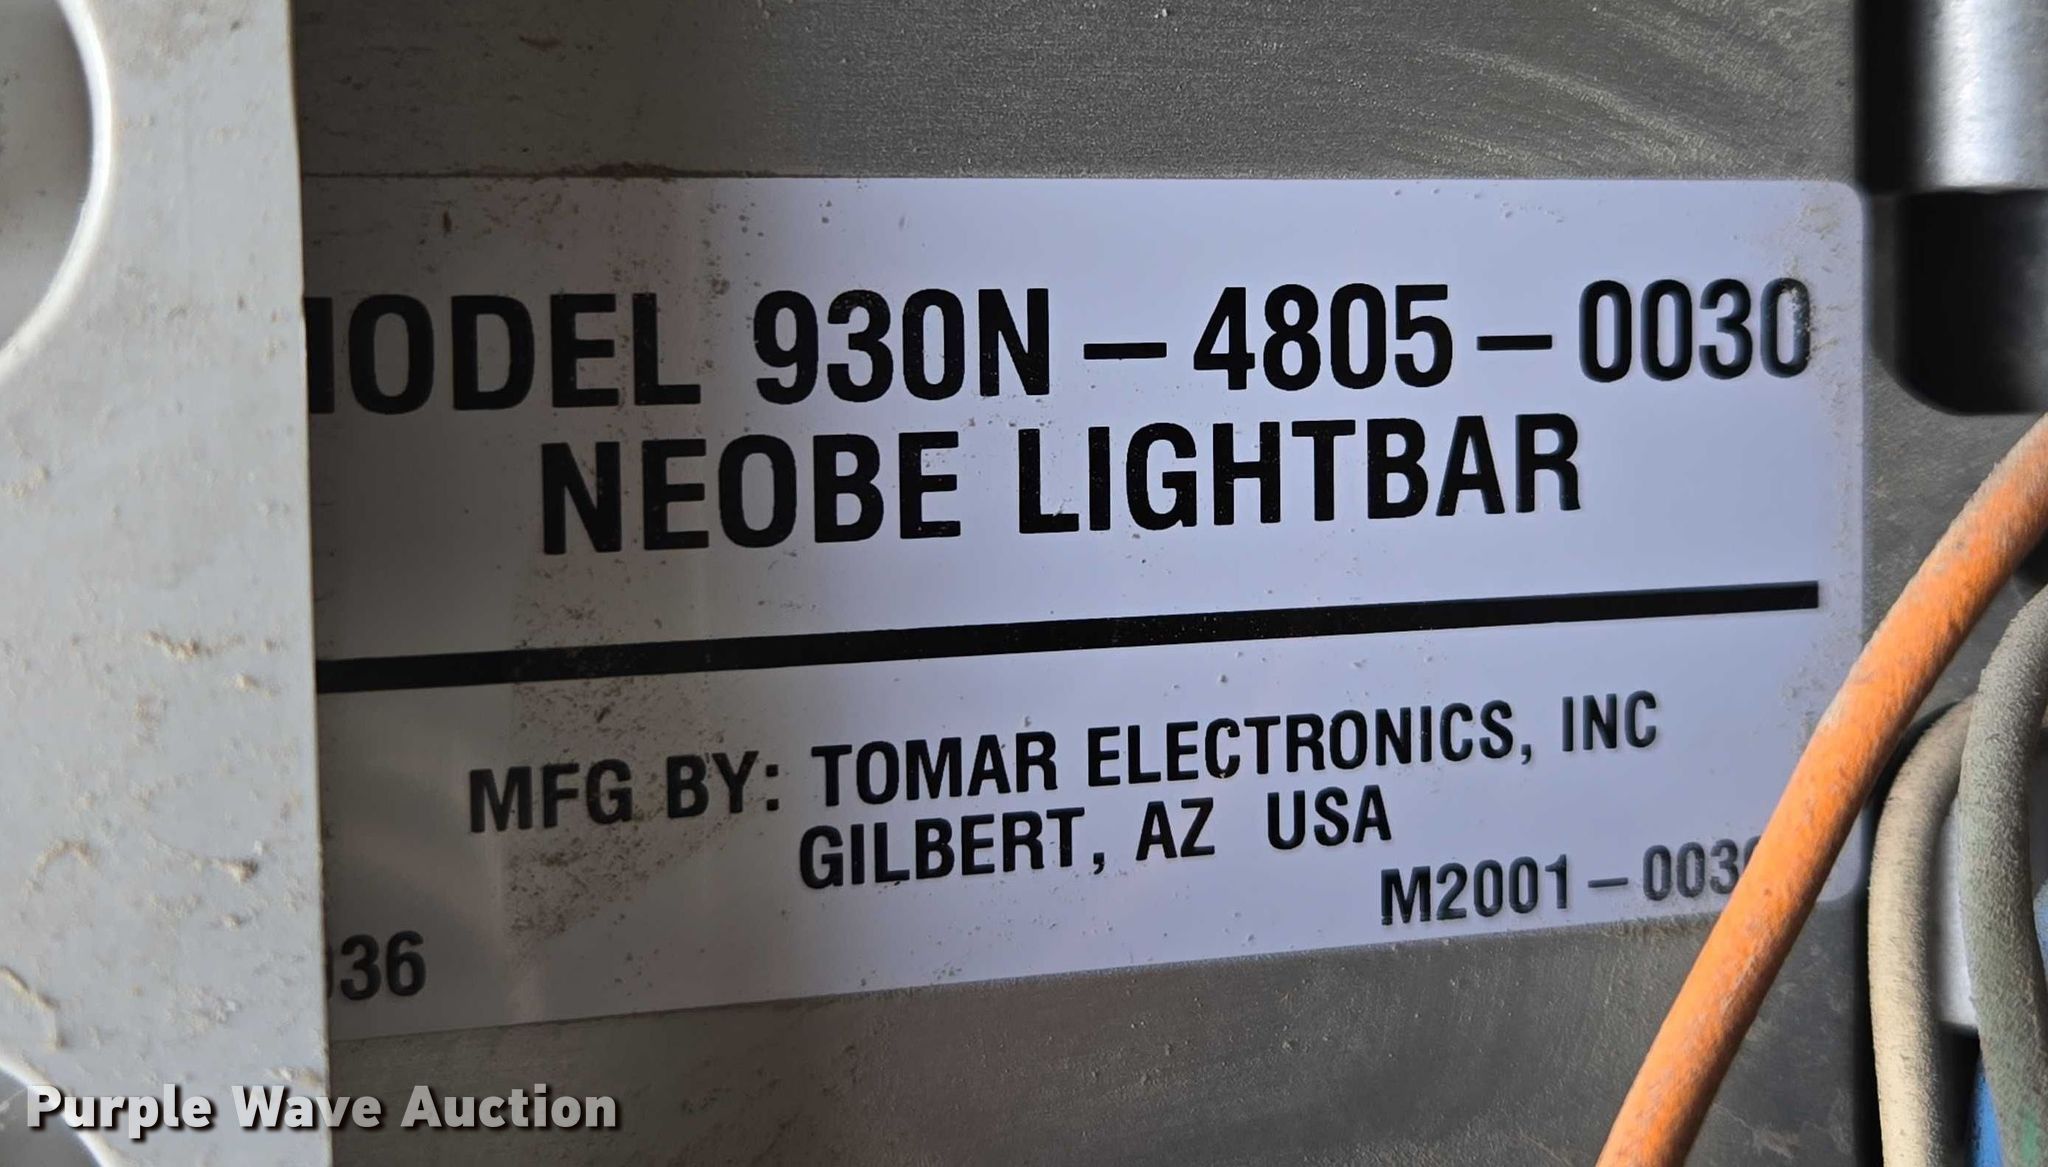 MODEL 930N-4805-0030
NEOBE LIGHTBAR
MFG BY: TOMAR ELECTRONICS, INC
GILBERT, AZ USA
M2001-003
36
Purple Wave Auction